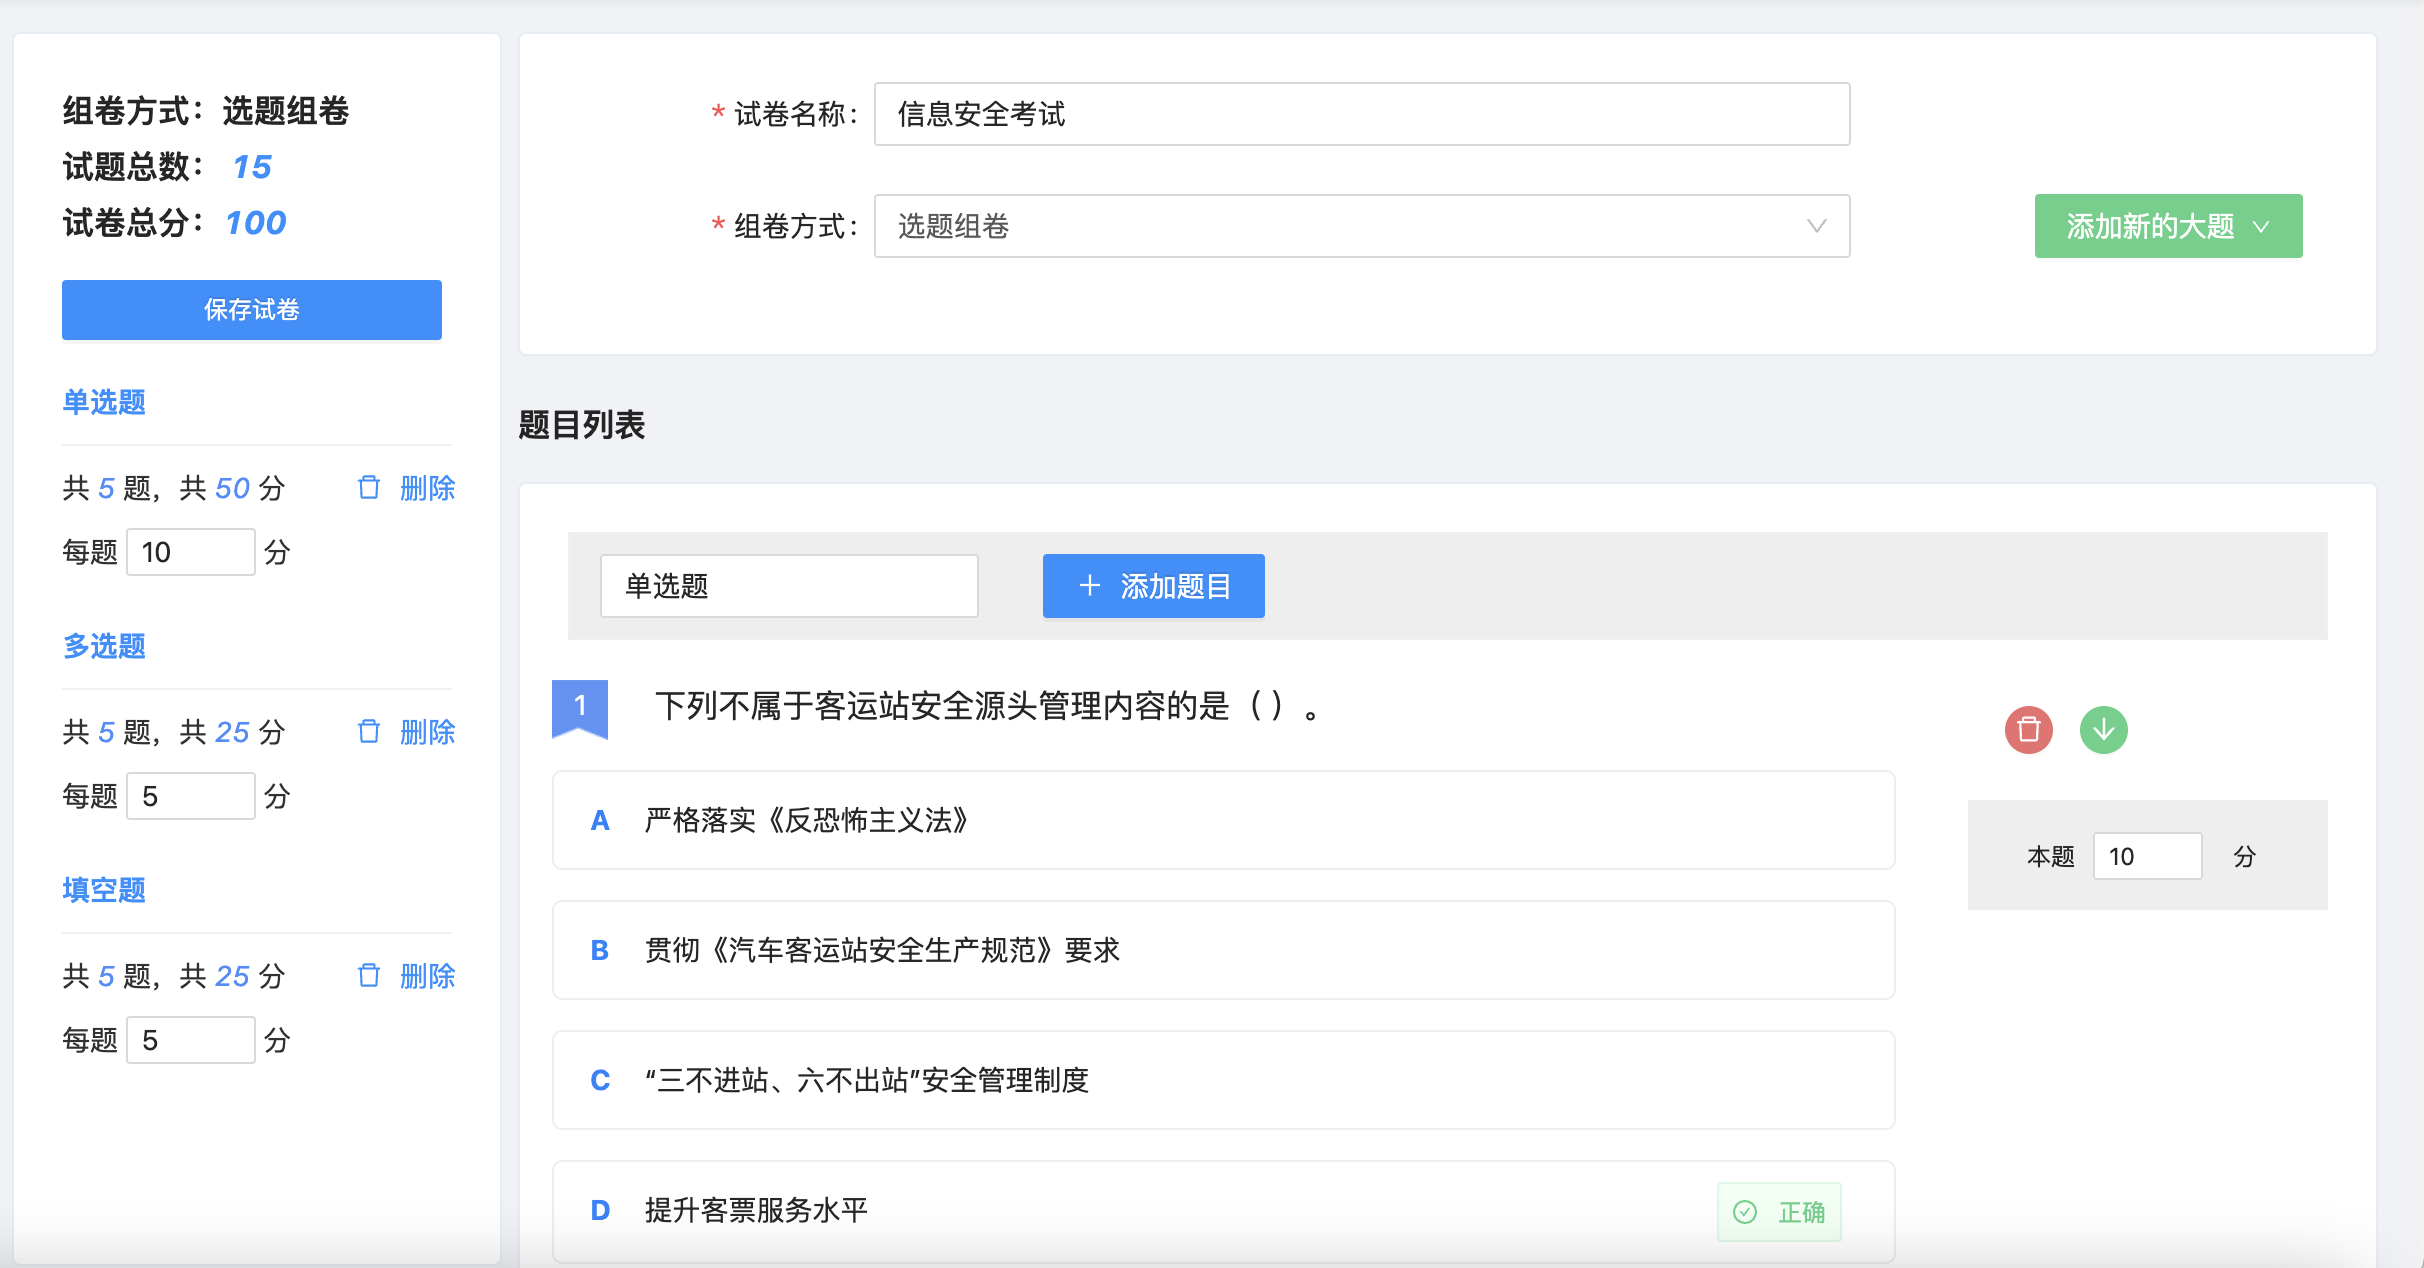 组卷方式：选题组卷
试题总数： 15
试卷总分： 100
保存试卷
单选题
共 5 题，共 50 分 删除
每题 10 分
多选题
共 5 题，共 25 分 删除
每题 5 分
填空题
共 5 题，共 25 分 删除
每题 5 分
* 试卷名称： 信息安全考试
* 组卷方式： 选题组卷
添加新的大题
题目列表
单选题
+ 添加题目
1 下列不属于客运站安全源头管理内容的是（ ）。
A 严格落实《反恐怖主义法》
B 贯彻《汽车客运站安全生产规范》要求
C “三不进站、六不出站”安全管理制度
D 提升客票服务水平
正确
本题 10 分